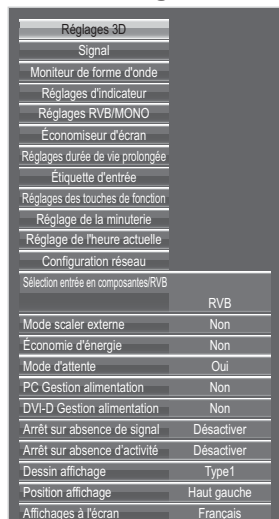 Réglages 3D
Signal
Moniteur de forme d'onde
Réglages d'indicateur
Réglages RVB/MONO
Économiseur d'écran
Réglages durée de vie prolongée
Étiquette d'entrée
Réglages des touches de fonction
Réglage de la minuterie
Réglage de l'heure actuelle
Configuration réseau
Sélection entrée en composantes/RVB
RVB
Mode scaler externe Non
Économie d'énergie Non
Mode d'attente Oui
PC Gestion alimentation Non
DVI-D Gestion alimentation Non
Arrêt sur absence de signal Désactiver
Arrêt sur absence d'activité Désactiver
Dessin affichage Type1
Position affichage Haut gauche
Affichages à l'écran Français